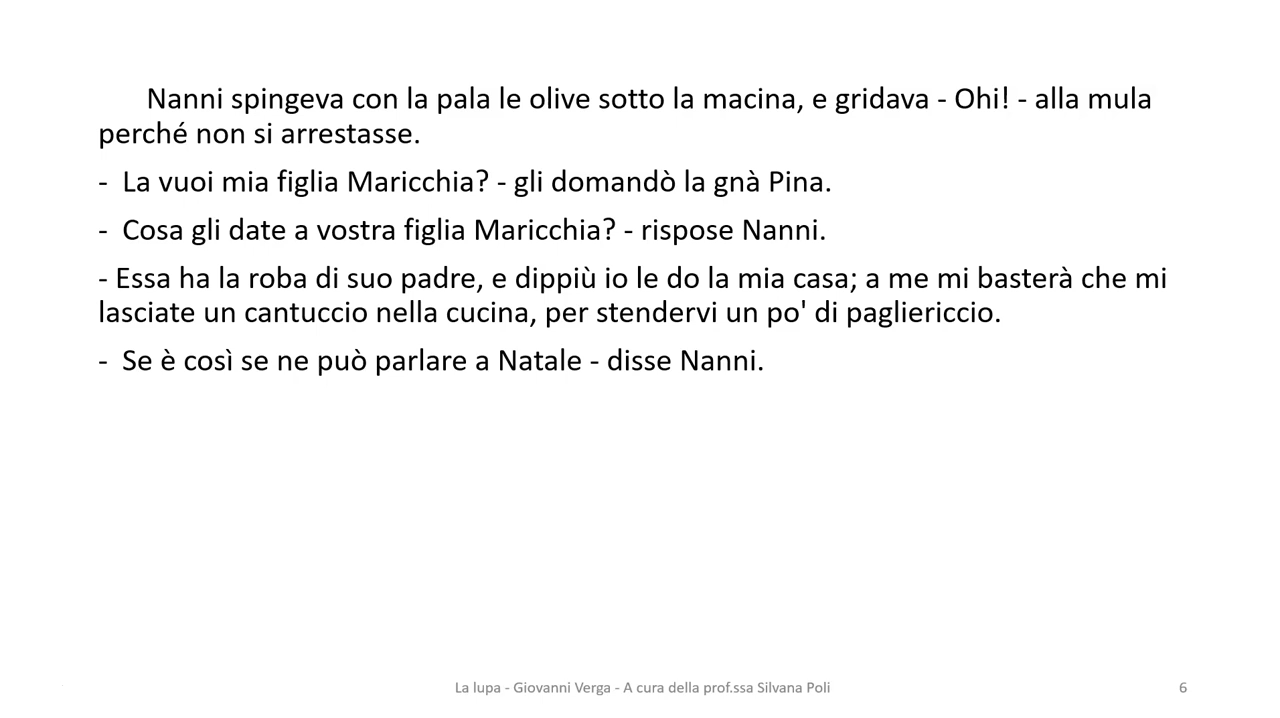 Nanni spingeva con la pala le olive sotto la macina, e gridava - Ohi! - alla mula
perché non si arrestasse.
- La vuoi mia figlia Maricchia? - gli domandò la gnà Pina.
- Cosa gli date a vostra figlia Maricchia? - rispose Nanni.
- Essa ha la roba di suo padre, e dippiù io le do la mia casa; a me mi basterà che mi
lasciate un cantuccio nella cucina, per stendervi un po' di pagliericcio.
- Se è così se ne può parlare a Natale - disse Nanni.
La lupa - Giovanni Verga - A cura della prof.ssa Silvana Poli
6